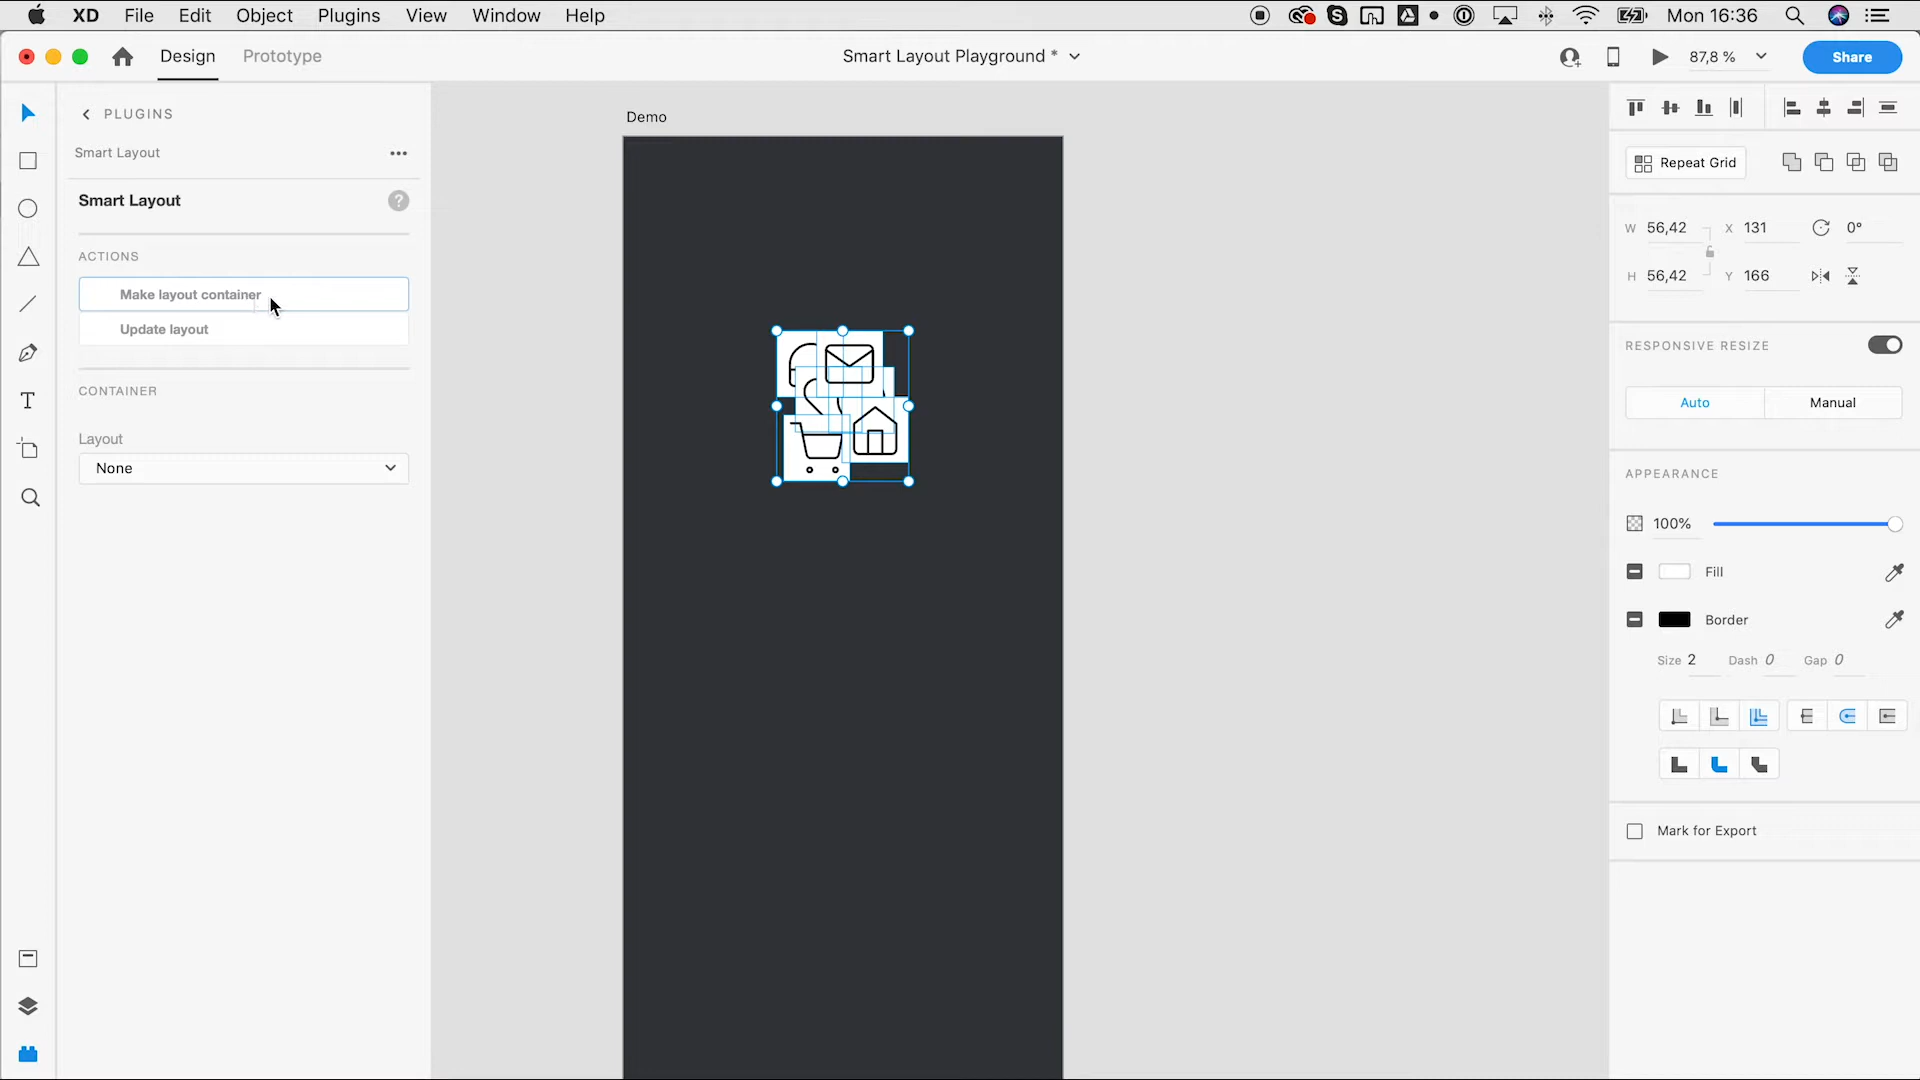 XD File Edit Object Plugins View Window Help Mon 16:36
Design Prototype Smart Layout Playground * 87,8 % Share
PLUGINS
Smart Layout
Smart Layout ?
ACTIONS
Make layout container
Update layout
CONTAINER
Layout
None
Demo
Repeat Grid
W 56,42 X 131 0°
H 56,42 Y 166
RESPONSIVE RESIZE
Auto Manual
APPEARANCE
100%
Fill
Border
Size 2 Dash 0 Gap 0
Mark for Export
T